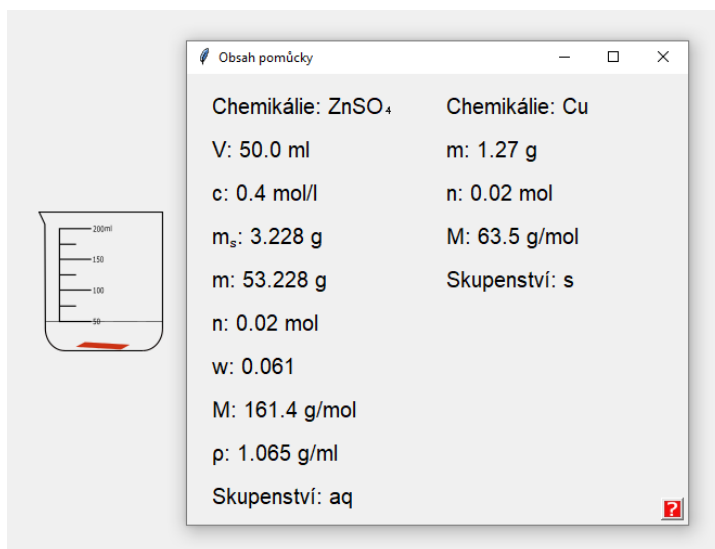 Obsah pomůcky
Chemikálie: ZnSO₄
V: 50.0 ml
c: 0.4 mol/l
mₛ: 3.228 g
m: 53.228 g
n: 0.02 mol
w: 0.061
M: 161.4 g/mol
ρ: 1.065 g/ml
Skupenství: aq
Chemikálie: Cu
m: 1.27 g
n: 0.02 mol
M: 63.5 g/mol
Skupenství: s
200ml
150
100
50
?